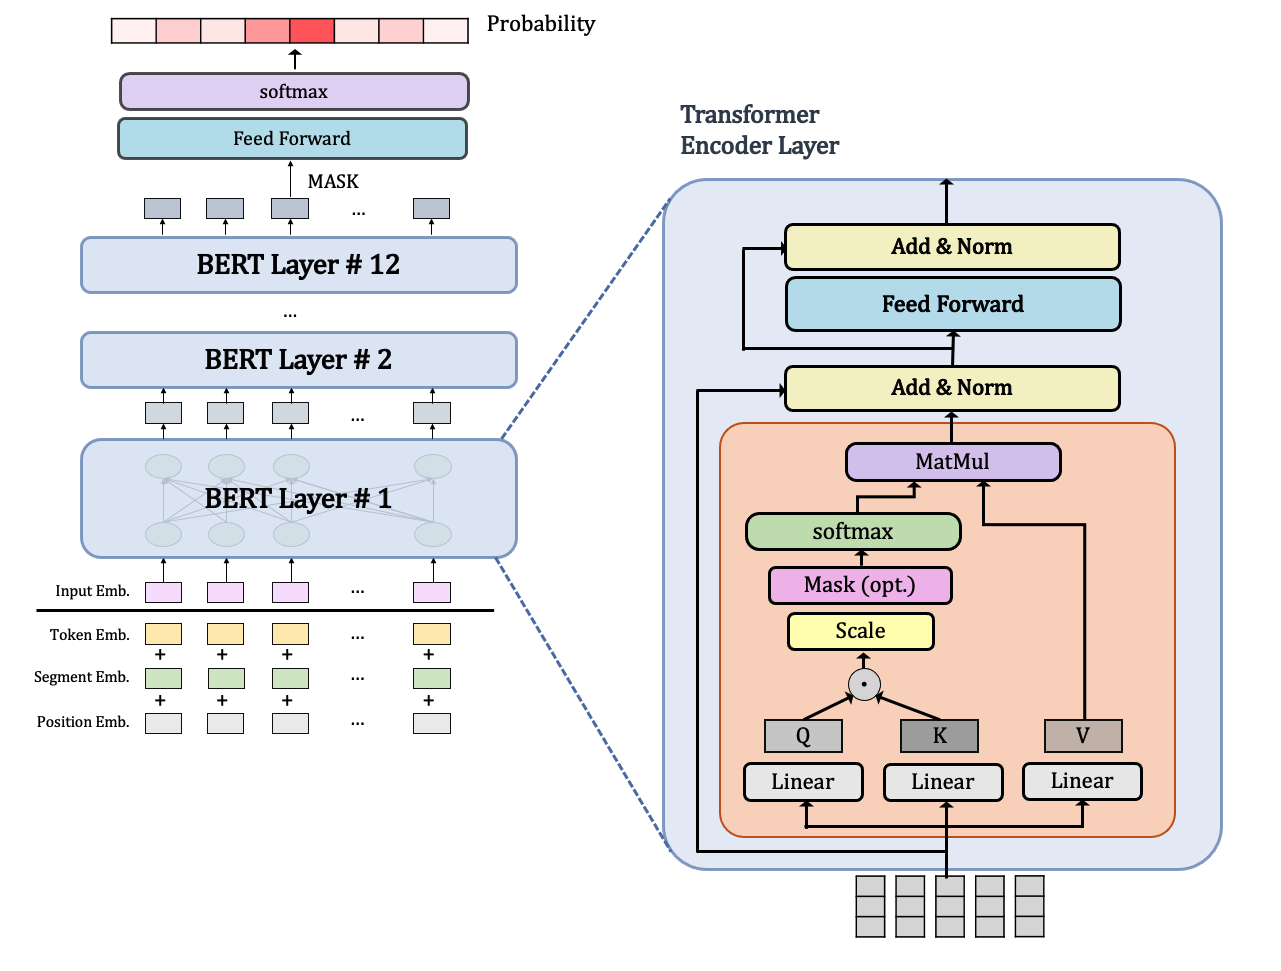 Probability
softmax
Feed Forward
MASK
...
BERT Layer # 12
...
BERT Layer # 2
...
BERT Layer # 1
Input Emb.
...
Token Emb.
...
+ + + +
Segment Emb.
...
+ + + +
Position Emb.
...
Transformer
Encoder Layer
Add & Norm
Feed Forward
Add & Norm
MatMul
softmax
Mask (opt.)
Scale
Q K V
Linear Linear Linear